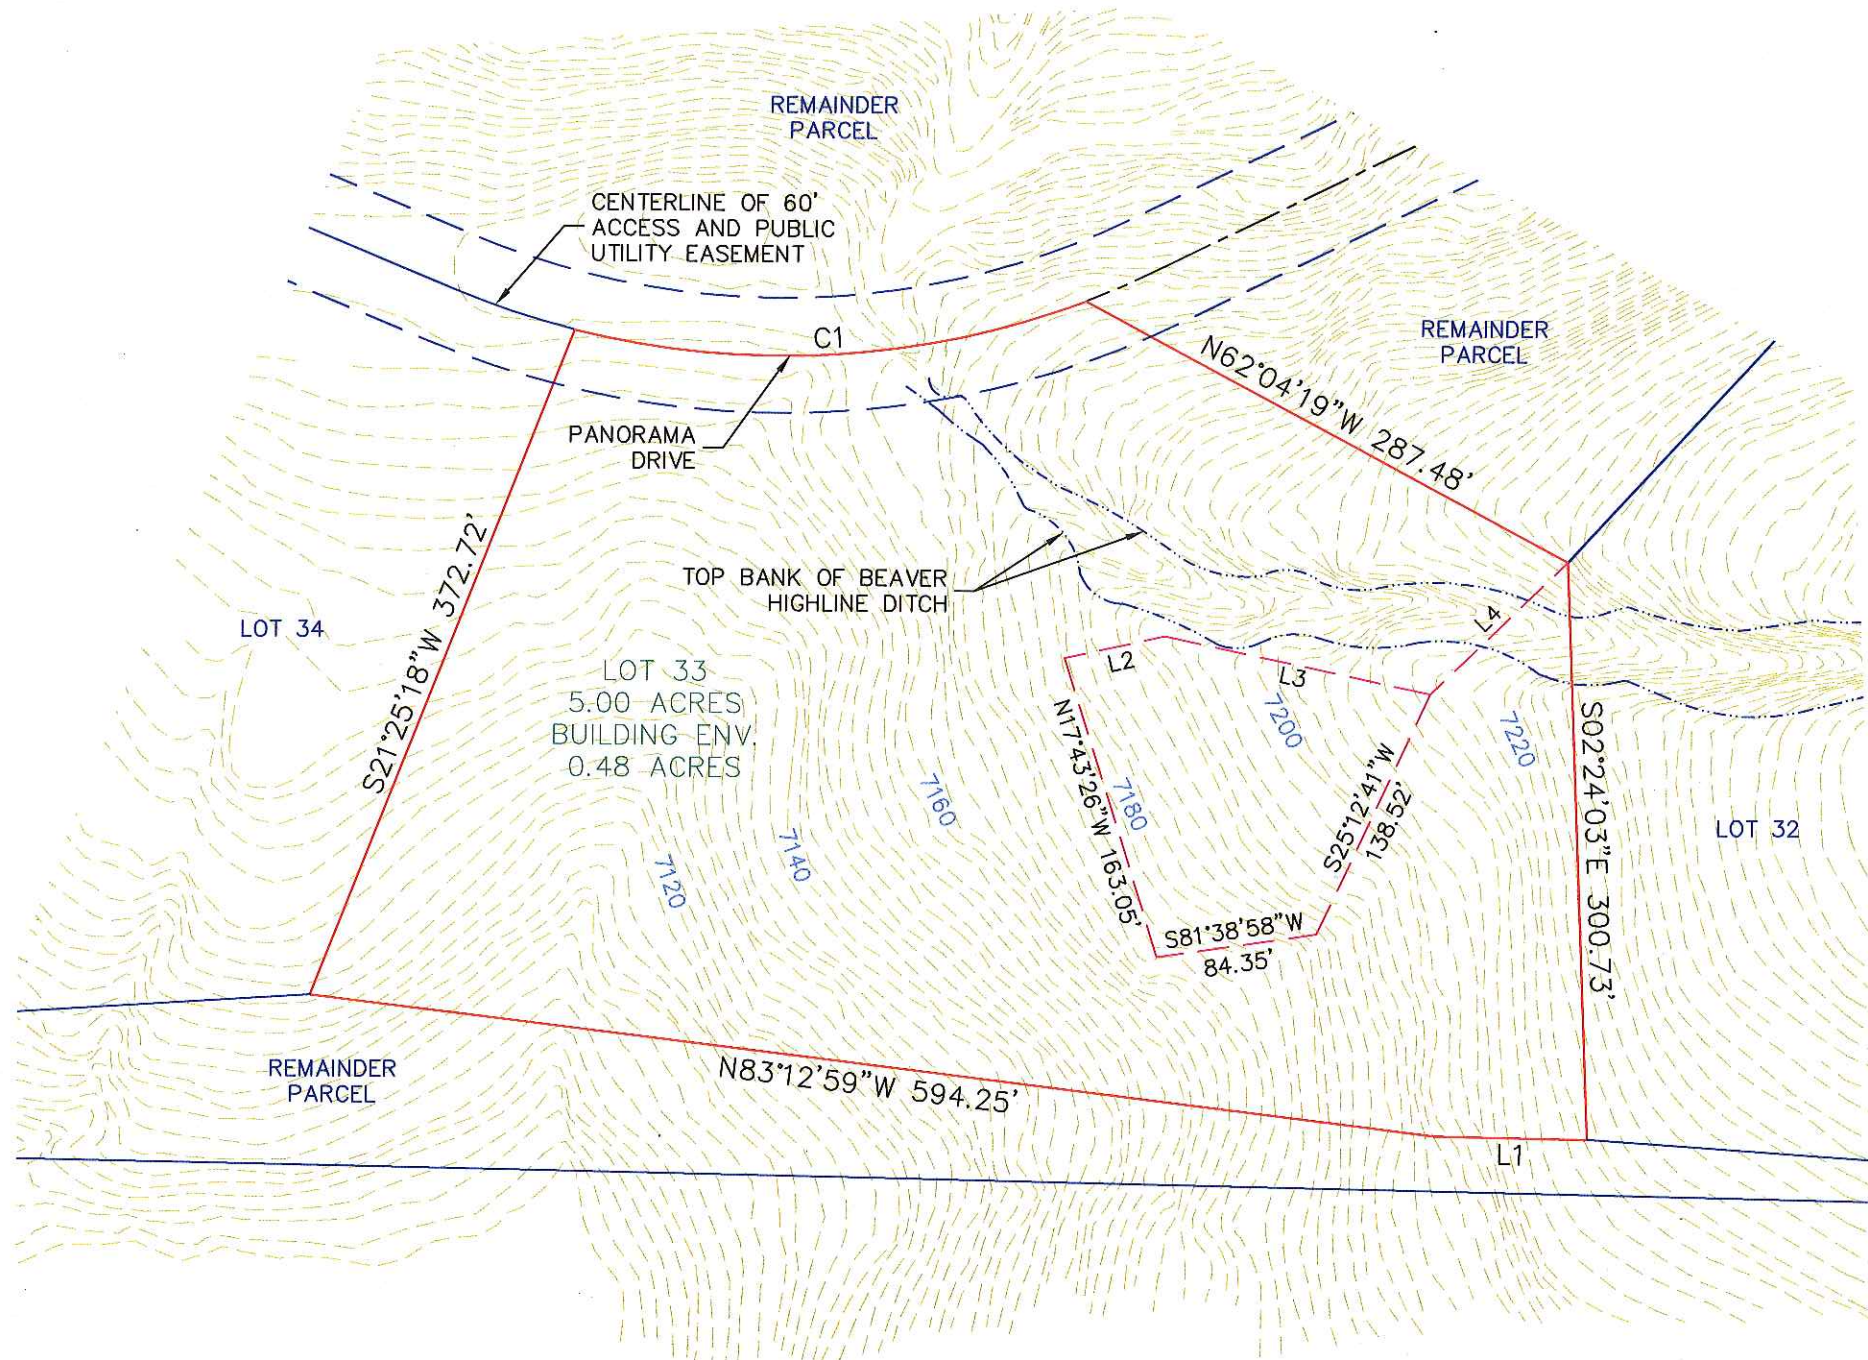 REMAINDER
PARCEL
CENTERLINE OF 60'
ACCESS AND PUBLIC
UTILITY EASEMENT
C1
REMAINDER
PARCEL
N62°04'19"W 287.48'
PANORAMA
DRIVE
S21°25'18"W 372.72'
TOP BANK OF BEAVER
HIGHLINE DITCH
LOT 34
L4
LOT 33
5.00 ACRES
BUILDING ENV.
0.48 ACRES
L2
L3
7200
7220
S02°24'03"E 300.73'
N17°43'26"W 163.05'
7180
7160
S25°12'41"W
138.52'
LOT 32
7140
7120
S81°38'58"W
84.35'
REMAINDER
PARCEL
N83°12'59"W 594.25'
L1